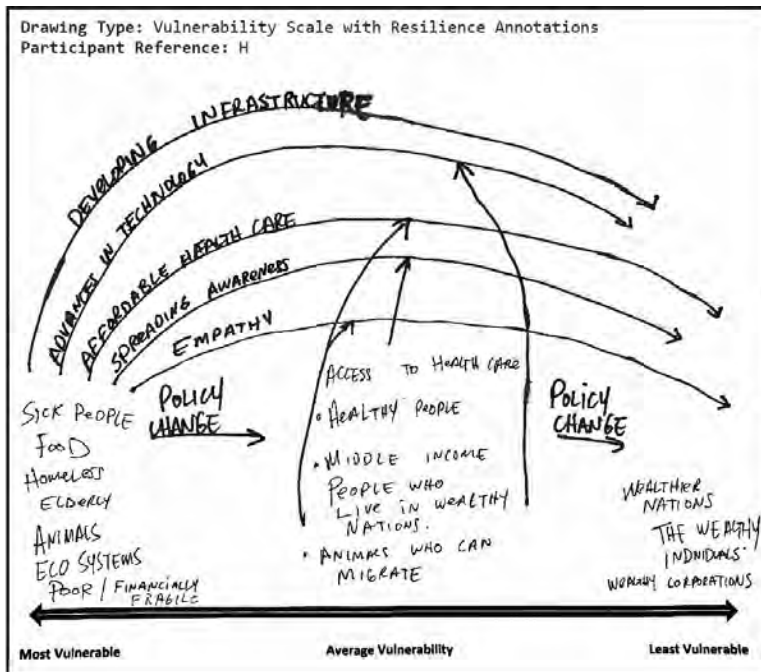 Drawing Type: Vulnerability Scale with Resilience Annotations
Participant Reference: H
DEVELOPING INFRASTRUCTURE
ADVANCES IN TECHNOLOGY
AFFORDABLE HEALTH CARE
SPREADING AWARENESS
EMPATHY
SICK PEOPLE
FOOD
HOMELESS
ELDERLY
ANIMALS
ECO SYSTEMS
POOR / FINANCIALLY
FRAGILE
POLICY
CHANGE
ACCESS TO HEALTH CARE
• HEALTHY PEOPLE
• MIDDLE INCOME
PEOPLE WHO
LIVE IN WEALTHY
NATIONS.
• ANIMALS WHO CAN
MIGRATE
POLICY
CHANGE
WEALTHIER
NATIONS
THE WEALTHY
INDIVIDUALS
WEALTHY CORPORATIONS
Most Vulnerable
Average Vulnerability
Least Vulnerable